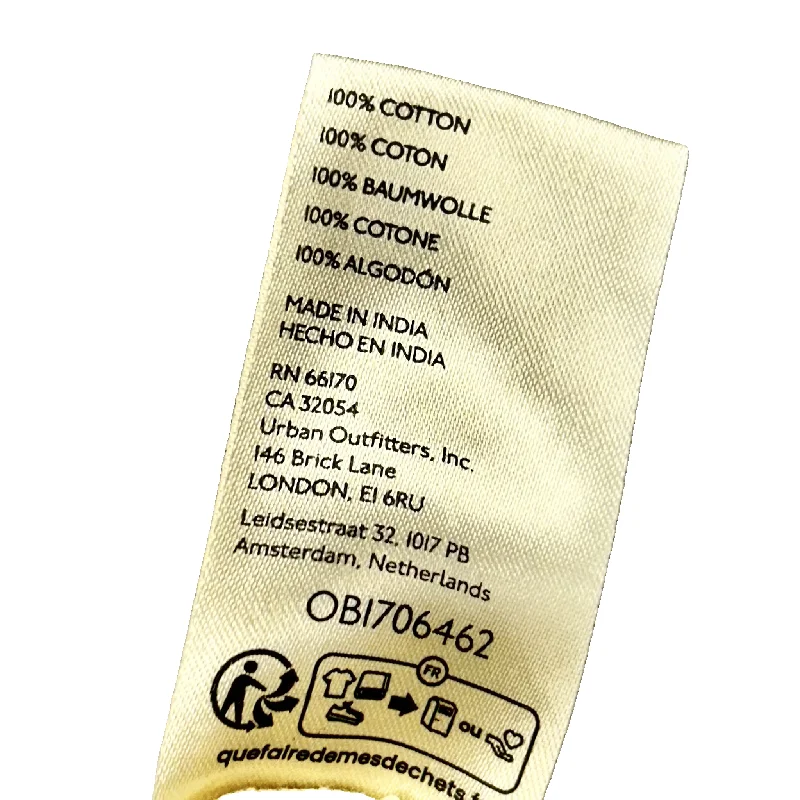 100% COTTON
100% COTON
100% BAUMWOLLE
100% COTONE
100% ALGODÓN
MADE IN INDIA
HECHO EN INDIA
RN 66170
CA 32054
Urban Outfitters, Inc.
146 Brick Lane
LONDON, E1 6RU
Leidsestraat 32, 1017 PB
Amsterdam, Netherlands
OB1706462
FR
ou
quefairedemesdechets.f